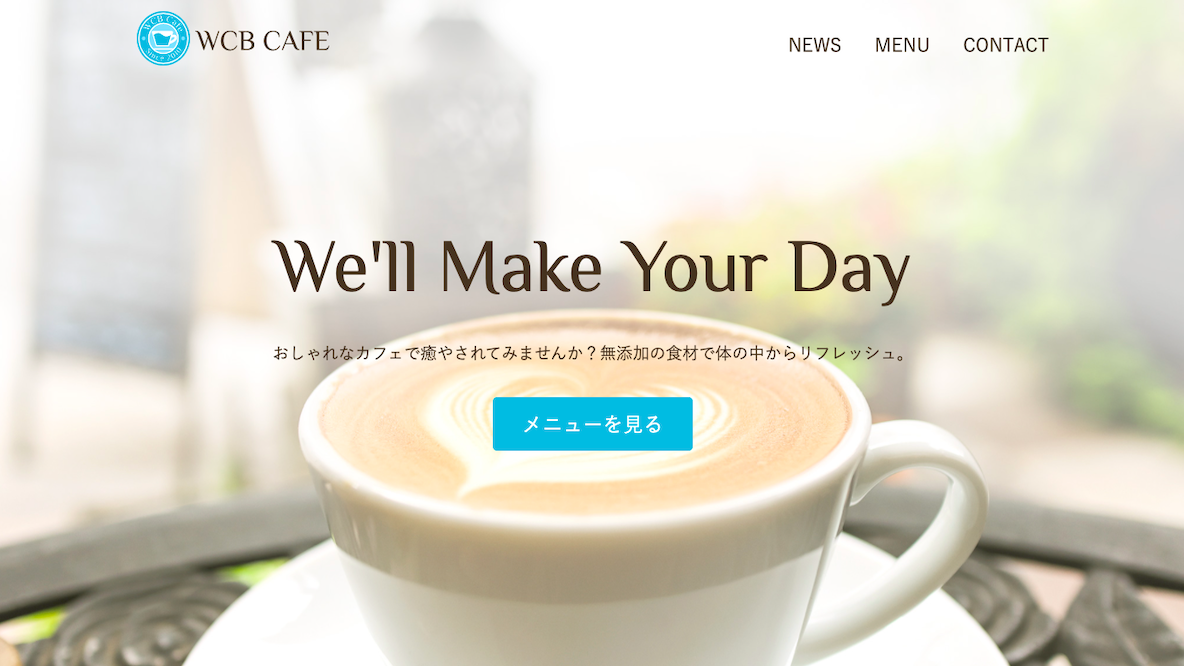 WCB Cafe
Since 2010
WCB CAFE
NEWS MENU CONTACT
We'll Make Your Day
おしゃれなカフェで癒やされてみませんか？無添加の食材で体の中からリフレッシュ。
メニューを見る